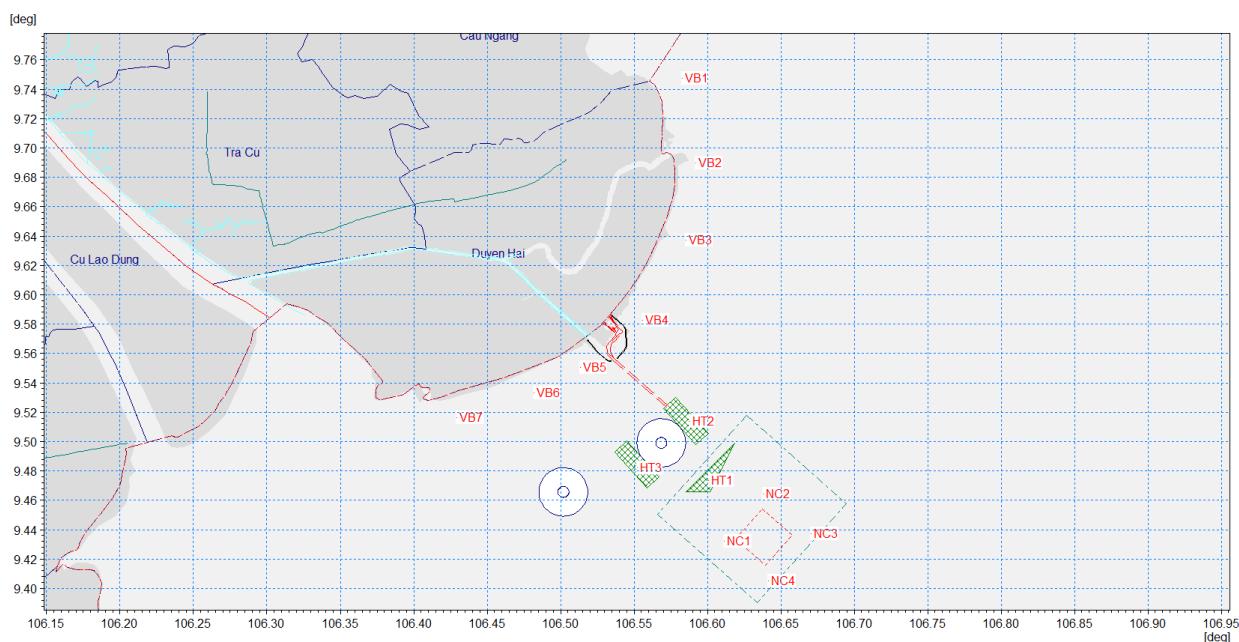 [deg]
Cau Ngang
9.76
VB1
9.74
9.72
9.70
Tra Cu
VB2
9.68
9.66
9.64
VB3
Cu Lao Dung
Duyen Hai
9.62
9.60
9.58
VB4
9.56
VB5
9.54
VB6
9.52
VB7
HT2
9.50
9.48
HT3
HT1
9.46
NC2
9.44
NC1
NC3
9.42
9.40
NC4
106.15 106.20 106.25 106.30 106.35 106.40 106.45 106.50 106.55 106.60 106.65 106.70 106.75 106.80 106.85 106.90 106.95
[deg]